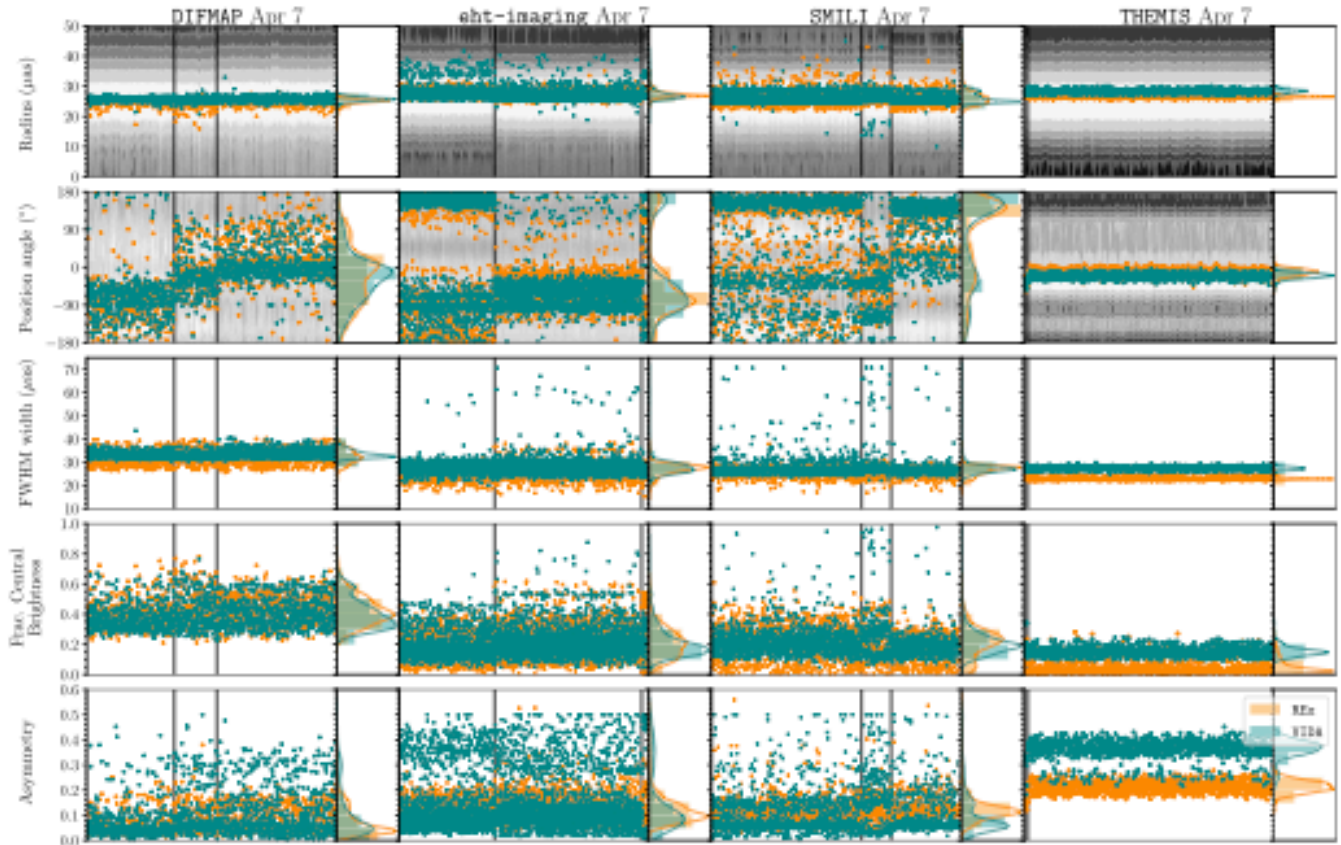 DIFMAP Apr 7
eht-imaging Apr 7
SMILI Apr 7
THEMIS Apr 7
Radius (μas)
50
40
30
20
10
0
Position angle (°)
180
90
0
−90
−180
FWHM width (μas)
70
60
50
40
30
20
10
Frac. Central
Brightness
1.0
0.8
0.6
0.4
0.2
0.0
Asymmetry
0.6
0.5
0.4
0.3
0.2
0.1
0.0
REx
VIDA